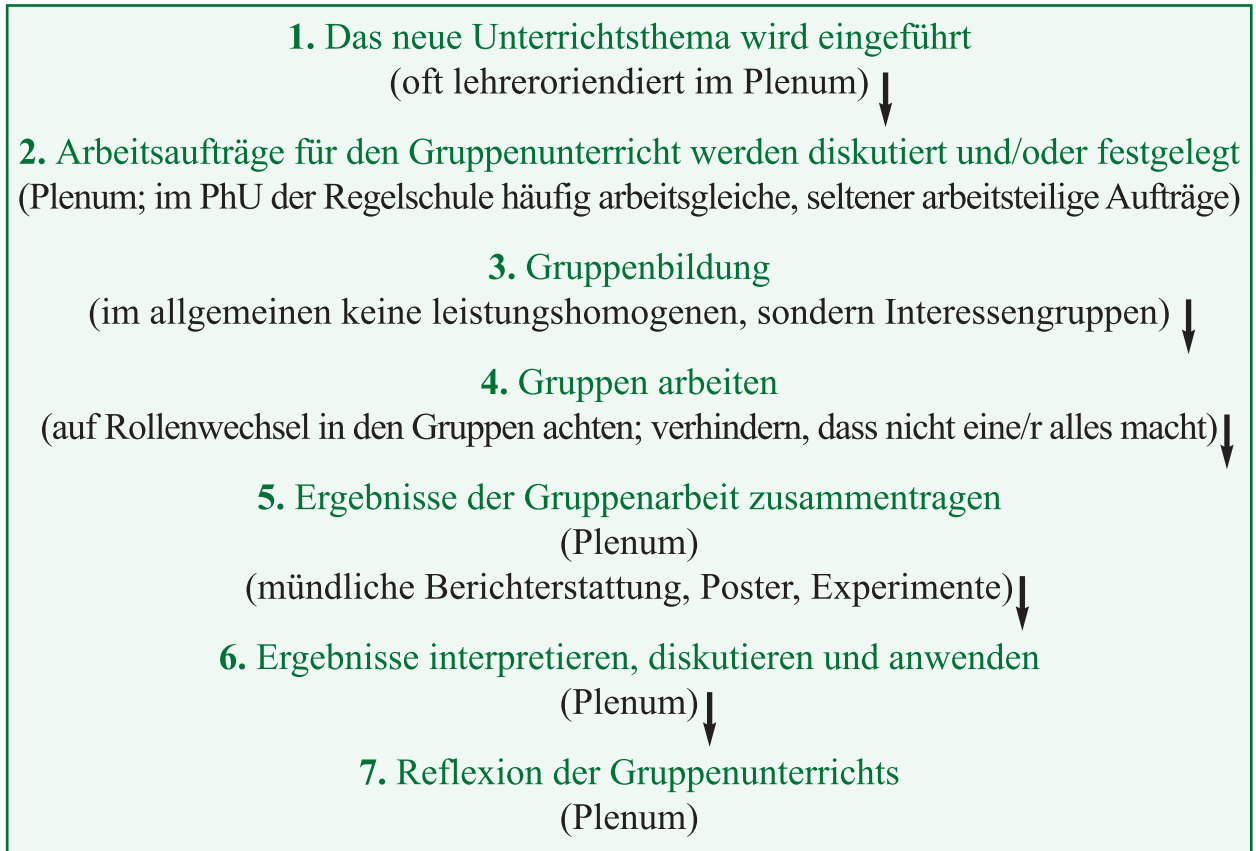 1. Das neue Unterrichtsthema wird eingeführt
(oft lehreroriendiert im Plenum)
2. Arbeitsaufträge für den Gruppenunterricht werden diskutiert und/oder festgelegt
(Plenum; im PhU der Regelschule häufig arbeitsgleiche, seltener arbeitsteilige Aufträge)
3. Gruppenbildung
(im allgemeinen keine leistungshomogenen, sondern Interessengruppen)
4. Gruppen arbeiten
(auf Rollenwechsel in den Gruppen achten; verhindern, dass nicht eine/r alles macht)
5. Ergebnisse der Gruppenarbeit zusammentragen
(Plenum)
(mündliche Berichterstattung, Poster, Experimente)
6. Ergebnisse interpretieren, diskutieren und anwenden
(Plenum)
7. Reflexion der Gruppenunterrichts
(Plenum)